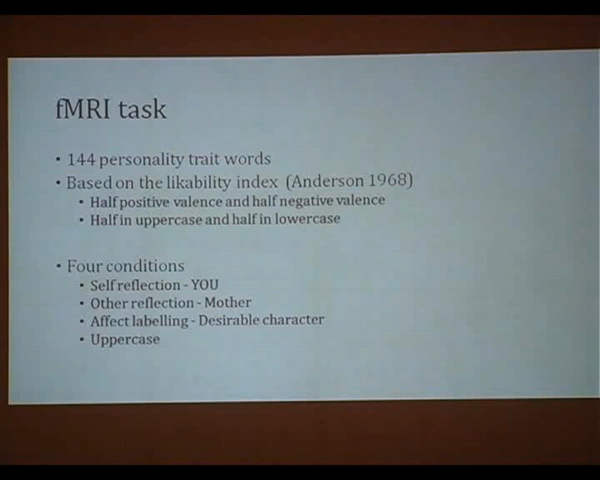 fMRI task
• 144 personality trait words
• Based on the likability index (Anderson 1968)
• Half positive valence and half negative valence
• Half in uppercase and half in lowercase
• Four conditions
• Self reflection - YOU
• Other reflection - Mother
• Affect labelling - Desirable character
• Uppercase